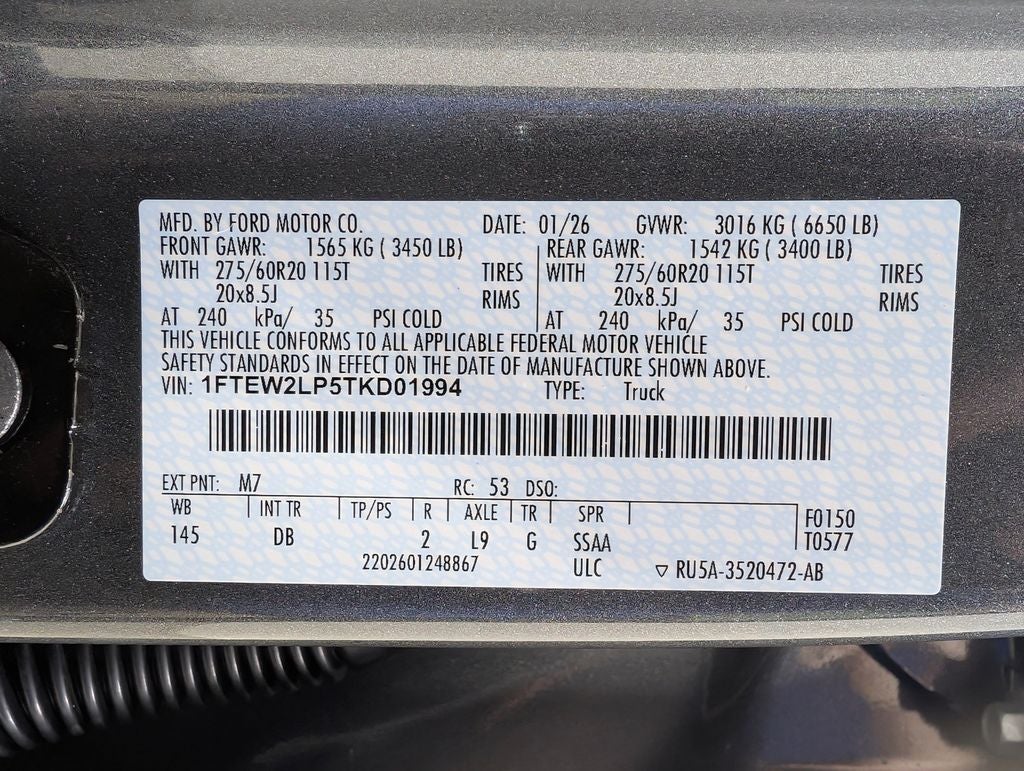 MFD. BY FORD MOTOR CO. DATE: 01/26 GVWR: 3016 KG ( 6650 LB)
FRONT GAWR: 1565 KG ( 3450 LB) REAR GAWR: 1542 KG ( 3400 LB)
WITH 275/60R20 115T TIRES WITH 275/60R20 115T TIRES
20x8.5J RIMS 20x8.5J RIMS
AT 240 kPa/ 35 PSI COLD AT 240 kPa/ 35 PSI COLD
THIS VEHICLE CONFORMS TO ALL APPLICABLE FEDERAL MOTOR VEHICLE
SAFETY STANDARDS IN EFFECT ON THE DATE OF MANUFACTURE SHOWN ABOVE.
VIN: 1FTEW2LP5TKD01994 TYPE: Truck
EXT PNT: M7 RC: 53 DSO:
WB INT TR TP/PS R AXLE TR SPR F0150
145 DB 2 L9 G SSAA T0577
2202601248867 ULC ▽ RU5A-3520472-AB